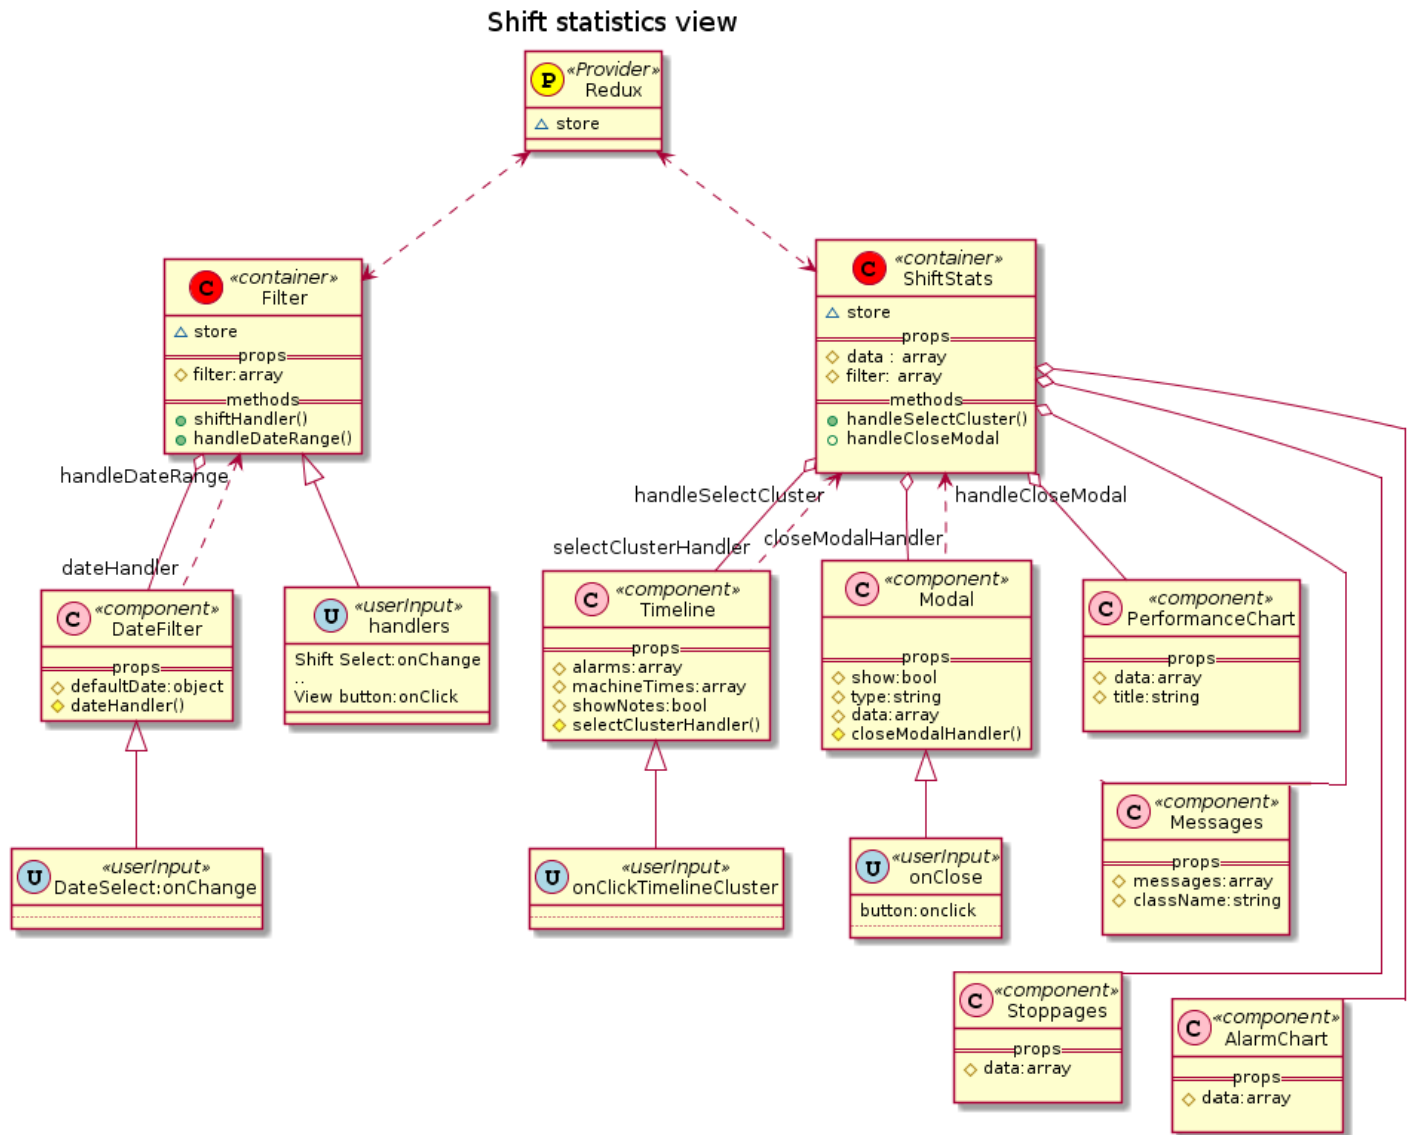 Shift statistics view
«Provider»
Redux
store
«container»
Filter
store
props
filter:array
methods
shiftHandler()
handleDateRange()
«container»
ShiftStats
store
props
data : array
filter: array
methods
handleSelectCluster()
handleCloseModal
handleDateRange
dateHandler
handleSelectCluster
selectClusterHandler
closeModalHandler
handleCloseModal
«component»
DateFilter
props
defaultDate:object
dateHandler()
«userInput»
handlers
Shift Select:onChange
..
View button:onClick
«component»
Timeline
props
alarms:array
machineTimes:array
showNotes:bool
selectClusterHandler()
«component»
Modal
props
show:bool
type:string
data:array
closeModalHandler()
«component»
PerformanceChart
props
data:array
title:string
«component»
Messages
props
messages:array
className:string
«userInput»
DateSelect:onChange
«userInput»
onClickTimelineCluster
«userInput»
onClose
button:onclick
«component»
Stoppages
props
data:array
«component»
AlarmChart
props
data:array